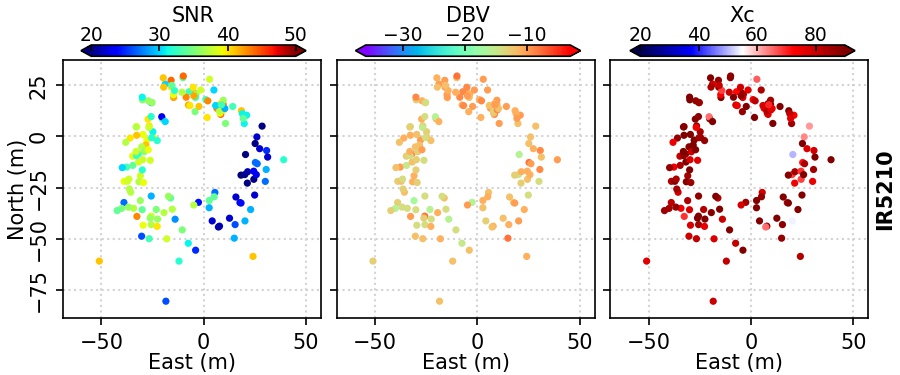 SNR DBV Xc
20 30 40 50 −30 −20 −10 20 40 60 80
25
0
−25
−50
−75
North (m)
−50 0 50 −50 0 50 −50 0 50
East (m) East (m) East (m)
IR5210